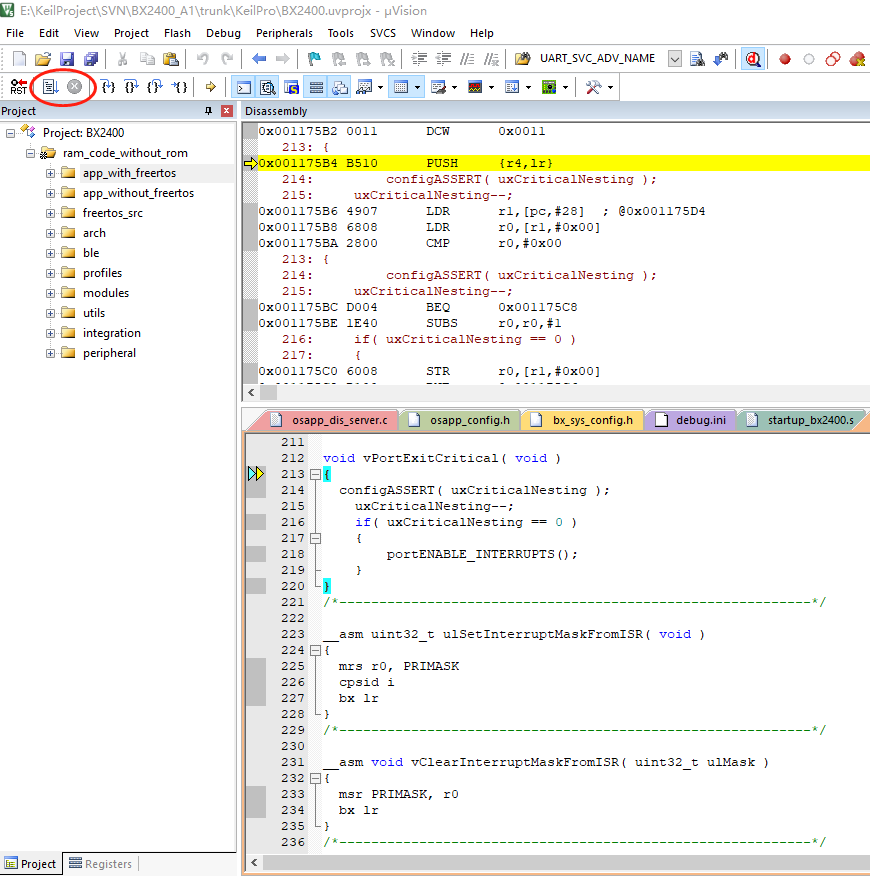 E:\KeilProject\SVN\BX2400_A1\trunk\KeilPro\BX2400.uvprojx - µVision
File Edit View Project Flash Debug Peripherals Tools SVCS Window Help
UART_SVC_ADV_NAME
RST
Project
Project: BX2400
ram_code_without_rom
app_with_freertos
app_without_freertos
freertos_src
arch
ble
profiles
modules
utils
integration
peripheral
Project Registers
Disassembly
0x001175B2 0011 DCW 0x0011
213: {
0x001175B4 B510 PUSH {r4,lr}
214: configASSERT( uxCriticalNesting );
215: uxCriticalNesting--;
0x001175B6 4907 LDR r1,[pc,#28] ; @0x001175D4
0x001175B8 6808 LDR r0,[r1,#0x00]
0x001175BA 2800 CMP r0,#0x00
213: {
214: configASSERT( uxCriticalNesting );
215: uxCriticalNesting--;
0x001175BC D004 BEQ 0x001175C8
0x001175BE 1E40 SUBS r0,r0,#1
216: if( uxCriticalNesting == 0 )
217: {
0x001175C0 6008 STR r0,[r1,#0x00]
osapp_dis_server.c osapp_config.h bx_sys_config.h debug.ini startup_bx2400.s
211
212 void vPortExitCritical( void )
213 {
214 configASSERT( uxCriticalNesting );
215 uxCriticalNesting--;
216 if( uxCriticalNesting == 0 )
217 {
218 portENABLE_INTERRUPTS();
219 }
220 }
221 /*-----------------------------------------------------------*/
222
223 __asm uint32_t ulSetInterruptMaskFromISR( void )
224 {
225 mrs r0, PRIMASK
226 cpsid i
227 bx lr
228 }
229 /*-----------------------------------------------------------*/
230
231 __asm void vClearInterruptMaskFromISR( uint32_t ulMask )
232 {
233 msr PRIMASK, r0
234 bx lr
235 }
236 /*-----------------------------------------------------------*/